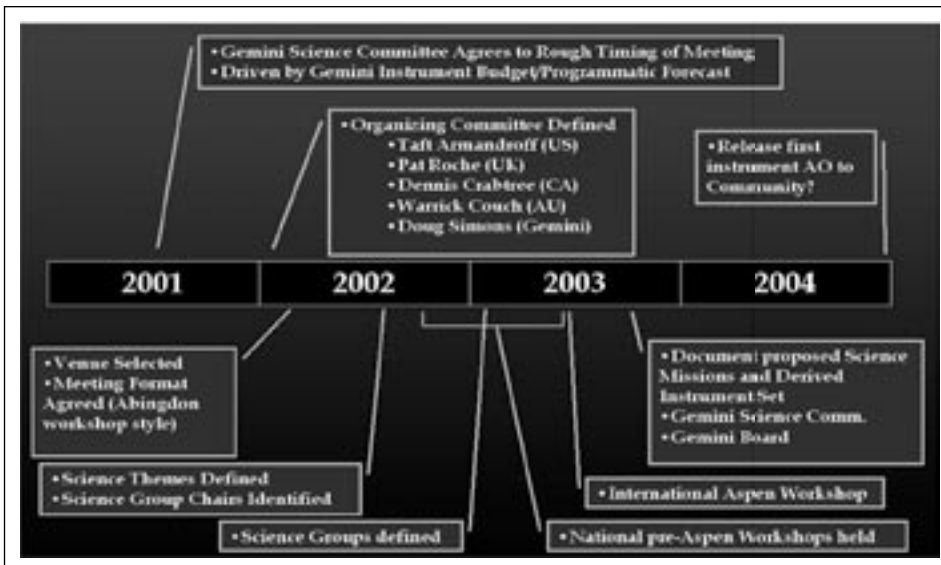 •Gemini Science Committee Agrees to Rough Timing of Meeting
•Driven by Gemini Instrument Budget/Programmatic Forecast
•Organizing Committee Defined
•Taft Armandroff (US)
•Pat Roche (UK)
•Dennis Crabtree (CA)
•Warrick Couch (AU)
•Doug Simons (Gemini)
•Release first
instrument AO to
Community?
2001
2002
2003
2004
•Venue Selected
•Meeting Format
Agreed (Abingdon
workshop style)
•Document proposed Science
Missions and Derived
Instrument Set
•Gemini Science Comm.
•Gemini Board
•Science Themes Defined
•Science Group Chairs Identified
•International Aspen Workshop
•Science Groups defined
•National pre-Aspen Workshops held